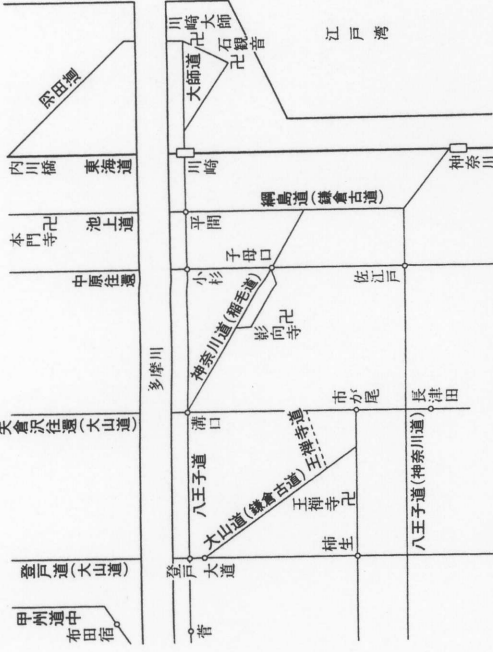 川崎大師
石観音
江戸湾
大師道
羽田道
内川橋
東海道
川崎
神奈川
綱島道(鎌倉古道)
本門寺
池上道
平間
子母口
中原往還
小杉
佐江戸
神奈川道(稲毛道)
影向寺
多摩川
矢倉沢往還(大山道)
溝口
市が尾
長津田
八王子道
王禅寺道
大山道(鎌倉古道)
王禅寺
八王子道(神奈川道)
登戸道(大山道)
登戸
大道
柿生
甲州道中
布田宿
菅